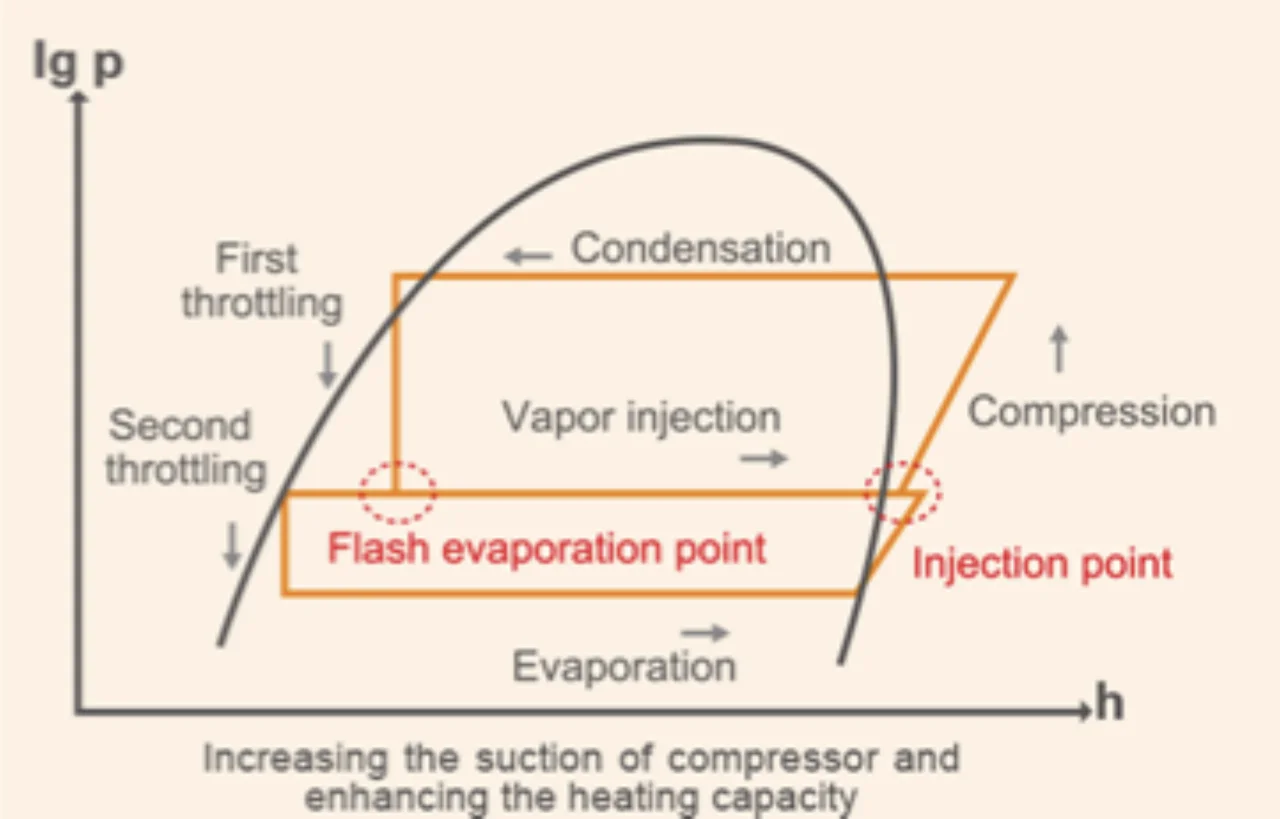 lg p
First
throttling
Condensation
Second
throttling
Vapor injection
Compression
Flash evaporation point
Injection point
Evaporation
h
Increasing the suction of compressor and
enhancing the heating capacity